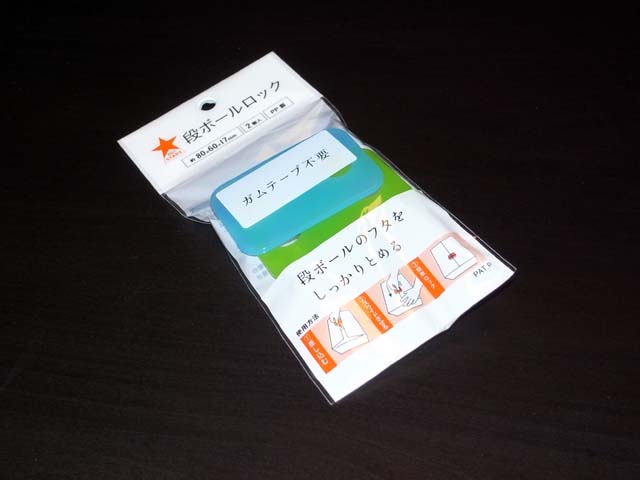 段ボールロック
約80×60×17mm 2個入 PP製
ガムテープ不要
段ボールのフタを
しっかりとめる
使用方法
PAT.P